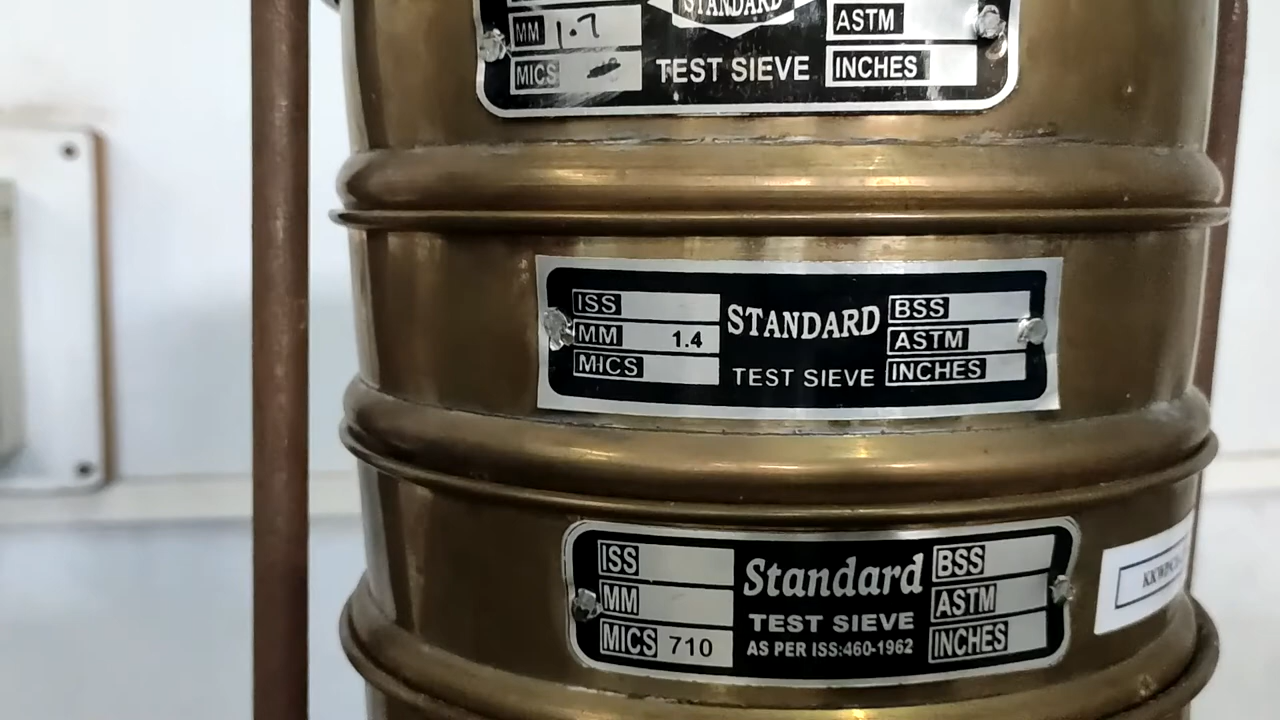 STANDARD
MM 1.7
ASTM
MICS
TEST SIEVE
INCHES
ISS
MM 1.4
MICS
STANDARD
TEST SIEVE
BSS
ASTM
INCHES
ISS
MM
MICS 710
Standard
TEST SIEVE
AS PER ISS:460-1962
BSS
ASTM
INCHES